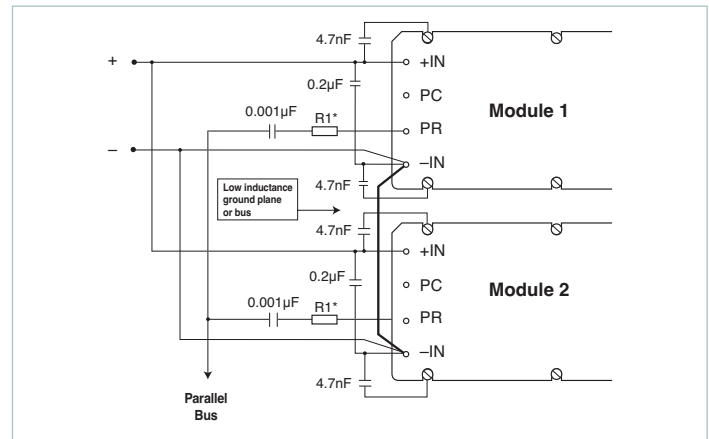 4.7nF
+
+IN
0.2µF
PC
Module 1
0.001µF
R1*
PR
–
–IN
4.7nF
Low inductance
ground plane
or bus
4.7nF
+IN
0.2µF
PC
Module 2
0.001µF
R1*
PR
–IN
4.7nF
Parallel
Bus